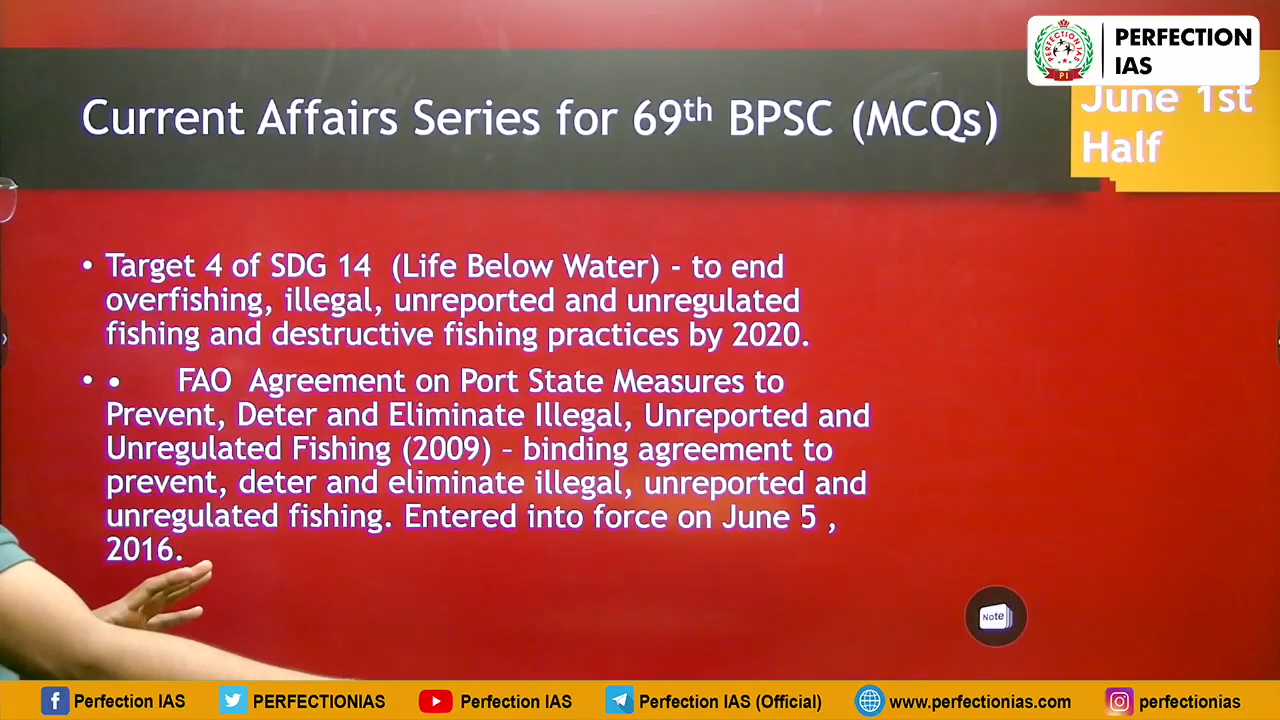 PERFECTION
IAS
PERFECTION IAS
PI
Current Affairs Series for 69th BPSC (MCQs)
June 1st
Half
• Target 4 of SDG 14 (Life Below Water) - to end
overfishing, illegal, unreported and unregulated
fishing and destructive fishing practices by 2020.
• • FAO Agreement on Port State Measures to
Prevent, Deter and Eliminate Illegal, Unreported and
Unregulated Fishing (2009) – binding agreement to
prevent, deter and eliminate illegal, unreported and
unregulated fishing. Entered into force on June 5 ,
2016.
Note
Perfection IAS PERFECTIONIAS Perfection IAS Perfection IAS (Official) www.perfectionias.com perfectionias